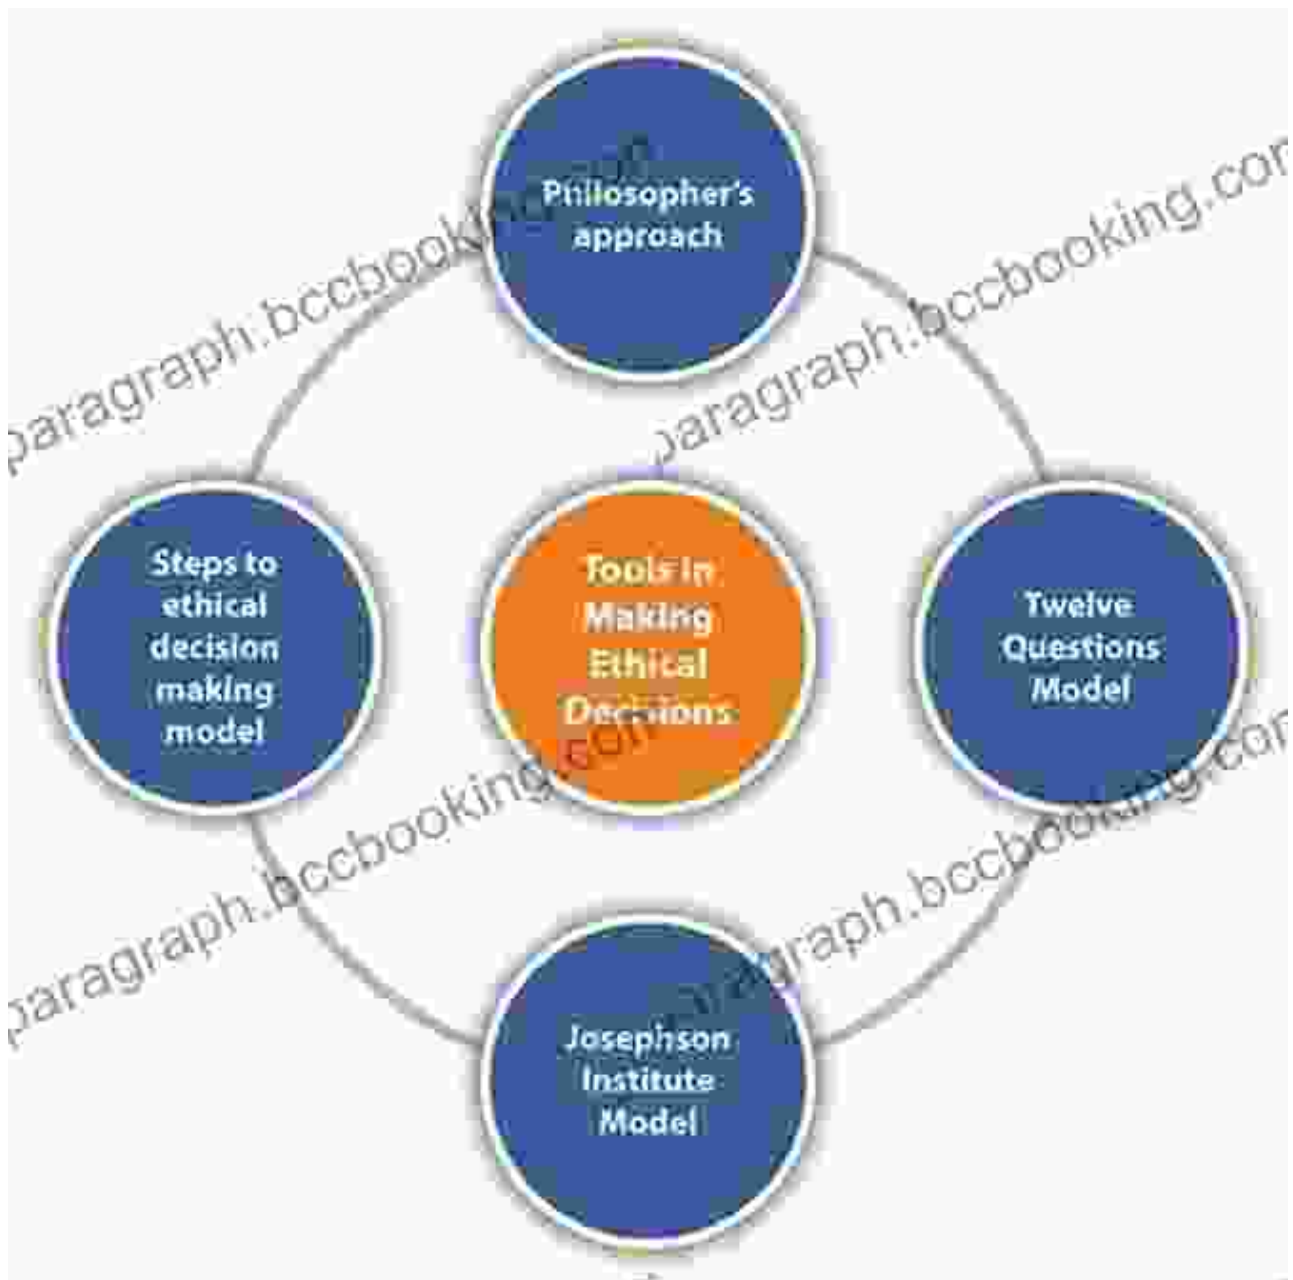 Philosopher's
approach
Steps to
ethical
decision
making
model
Tools in
Making
Ethical
Decisions
Twelve
Questions
Model
Josephson
Institute
Model
paragraph.bccbooking.com
paragraph.bccbooking.com
paragraph.bccbooking.com
paragraph.bccbooking.com